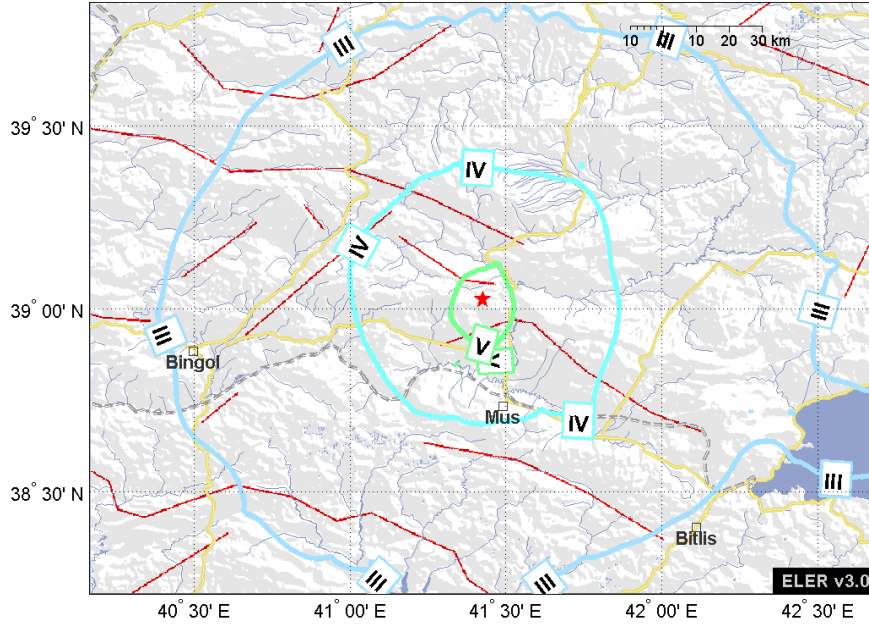 III
III
10 10 20 30 km
39° 30' N
IV
IV
39° 00' N
III
III
V
V
Bingol
Mus
IV
III
38° 30' N
Bitlis
III
III
ELER v3.0
40° 30' E
41° 00' E
41° 30' E
42° 00' E
42° 30' E